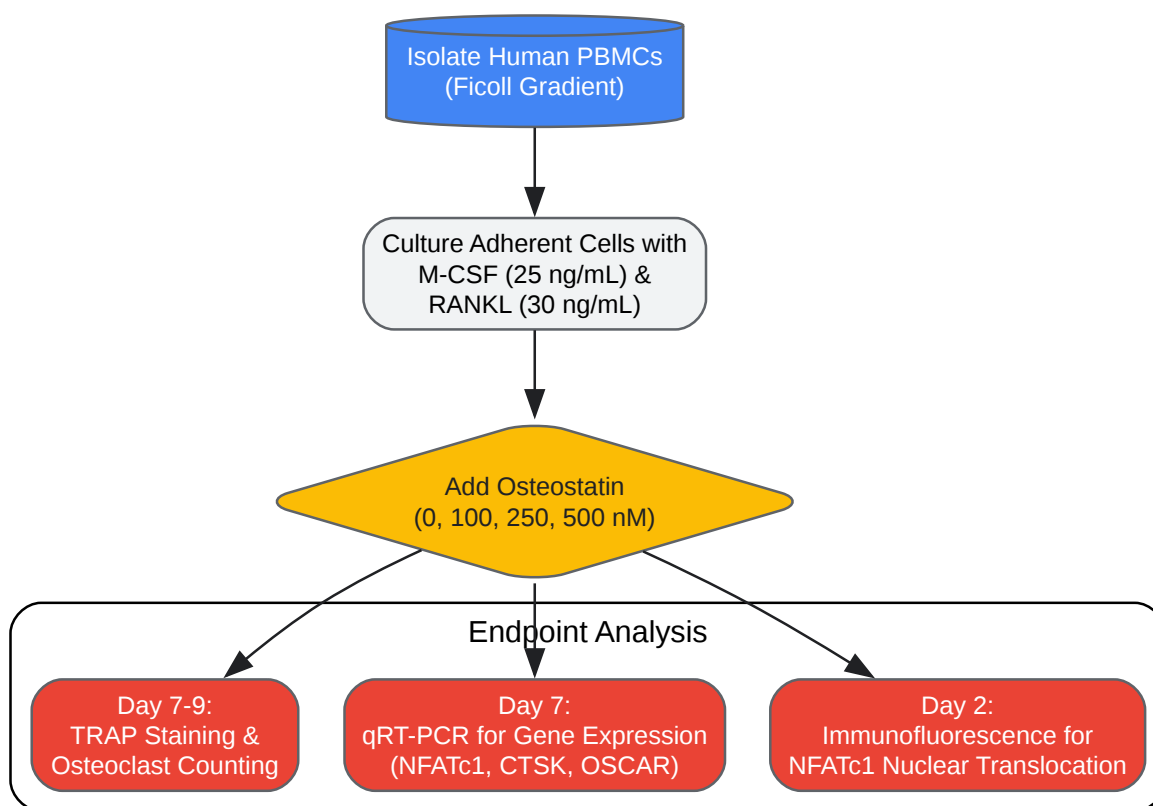 Isolate Human PBMCs
(Ficoll Gradient)
Culture Adherent Cells with
M-CSF (25 ng/mL) &
RANKL (30 ng/mL)
Add Osteostatin
(0, 100, 250, 500 nM)
Endpoint Analysis
Day 7-9:
TRAP Staining &
Osteoclast Counting
Day 7:
qRT-PCR for Gene Expression
(NFATc1, CTSK, OSCAR)
Day 2:
Immunofluorescence for
NFATc1 Nuclear Translocation